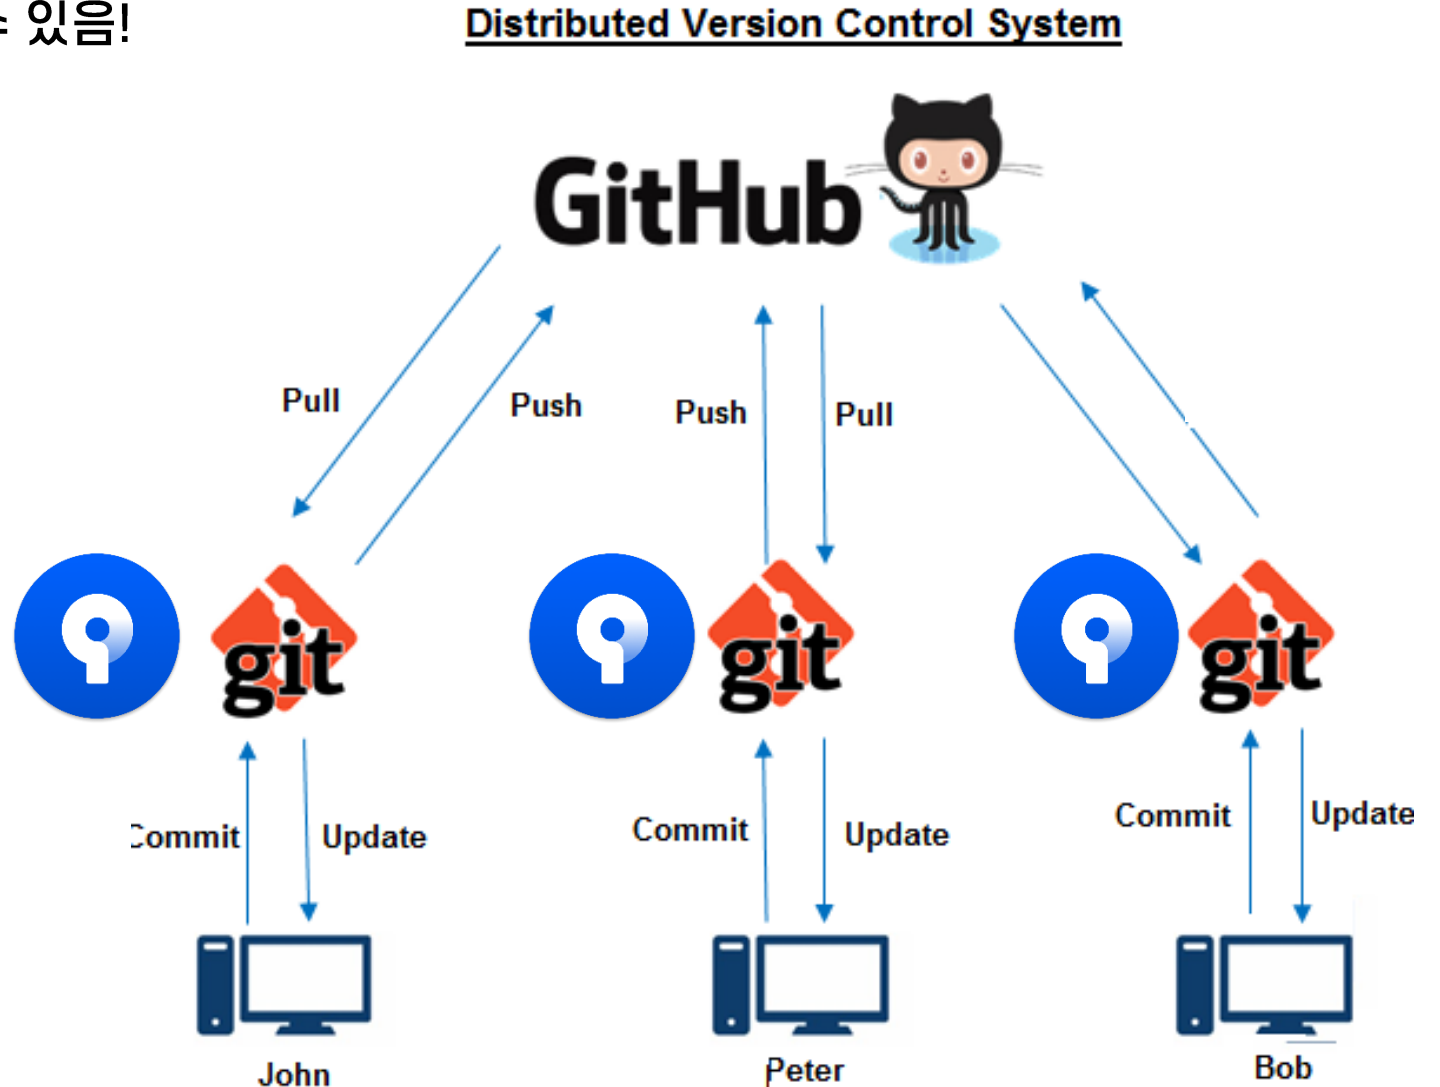 있음!
Distributed Version Control System
GitHub
Pull
Push
Push
Pull
git
git
git
Commit
Update
Commit
Update
Commit
Update
John
Peter
Bob